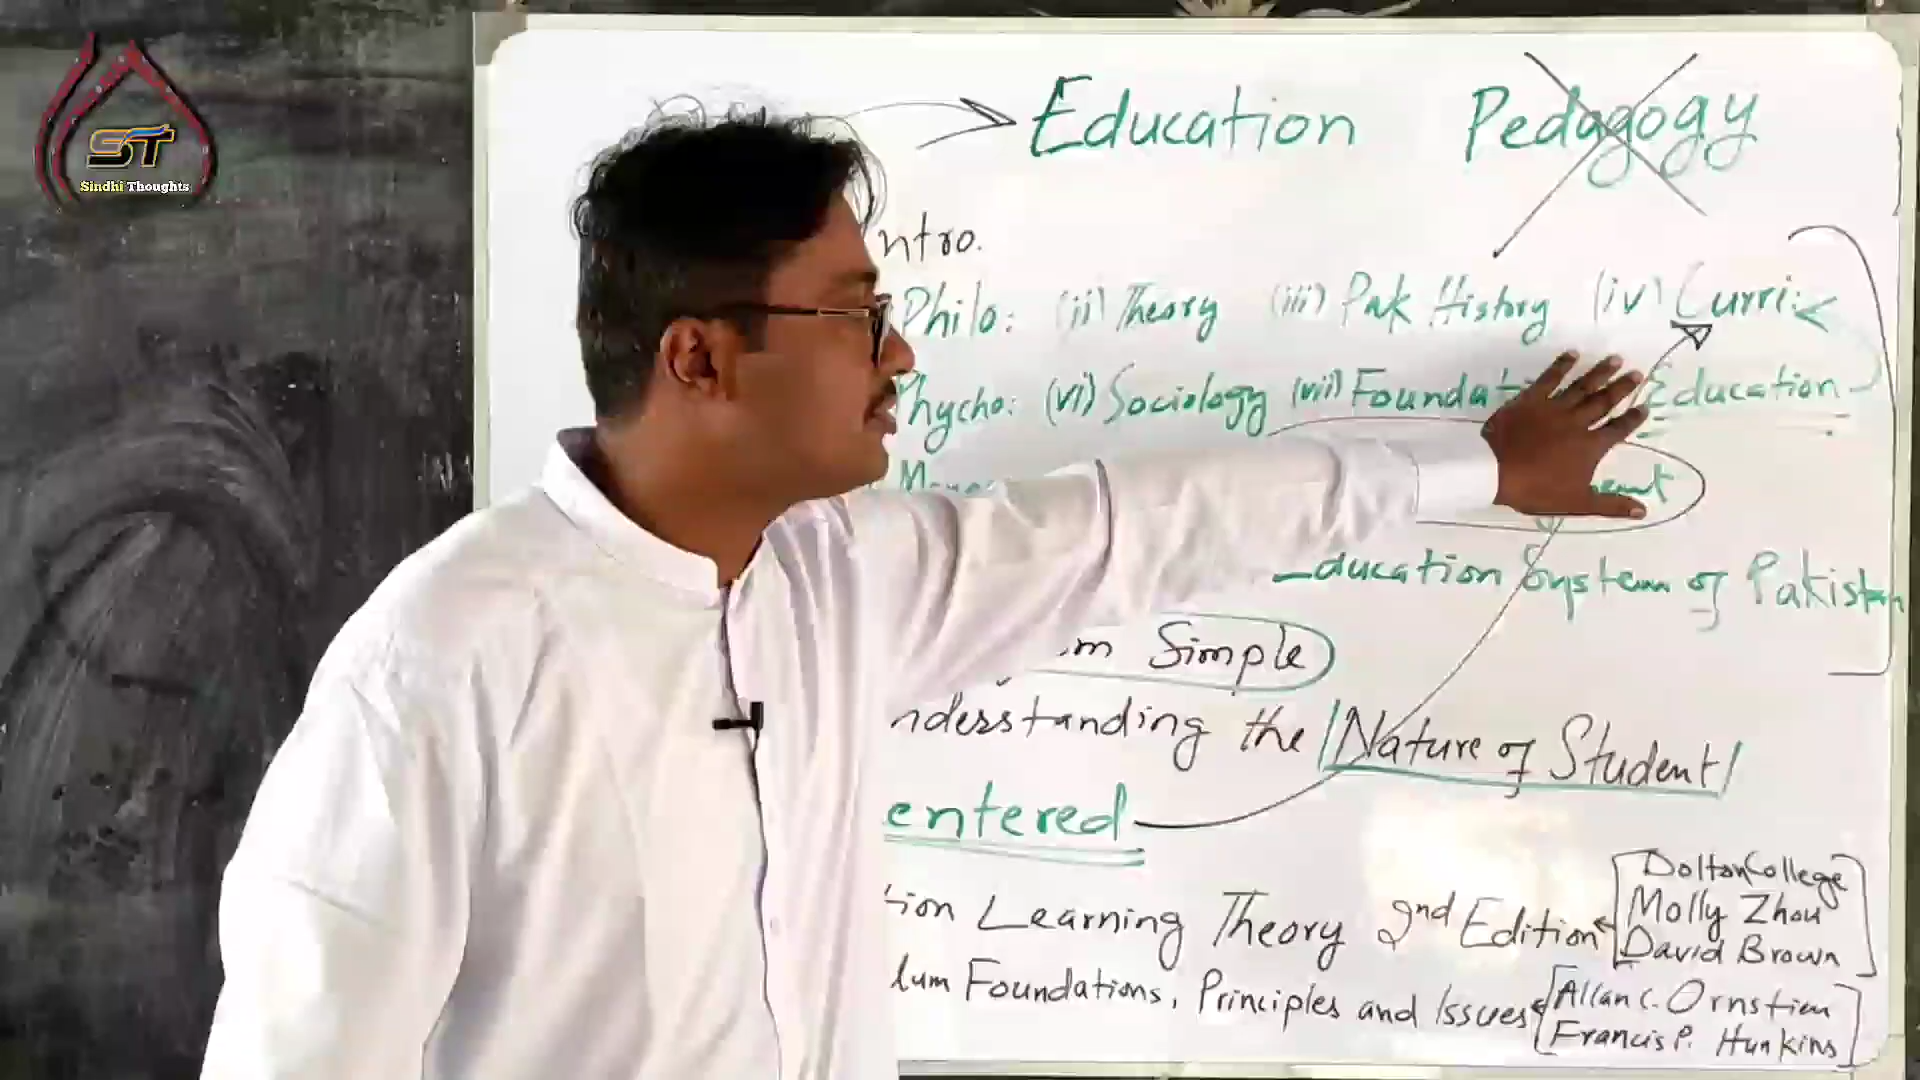 ST
Sindhi Thoughts
Education Pedagogy
ntro.
Philo: (ii) Theory (iii) Pak History (iv) Curri:
Phycho: (vi) Sociology (vii) Foundati Education
ducation System of Pakistan
m Simple
nderstanding the Nature of Student
entered
tion Learning Theory 2nd Edition
Dolton College
Molly Zhou
David Brown
lum Foundations, Principles and Issues
Allan C. Ornstien
Francis P. Hunkins